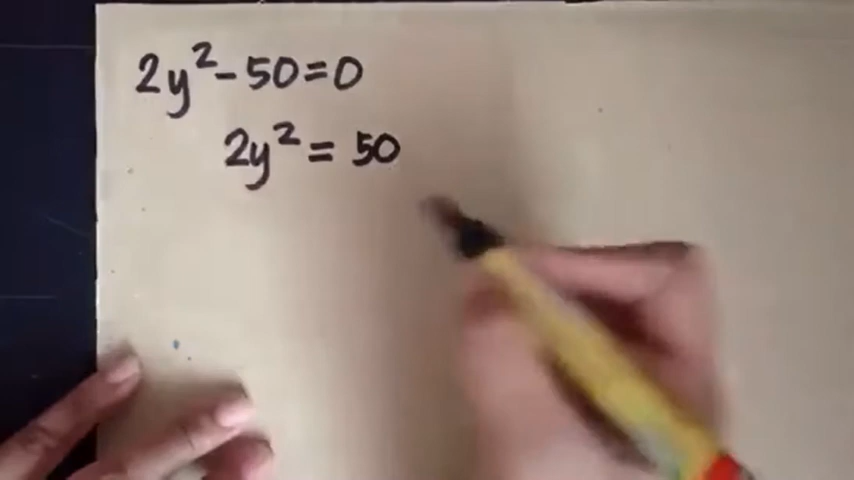 2y² - 50 = 0
2y² = 50